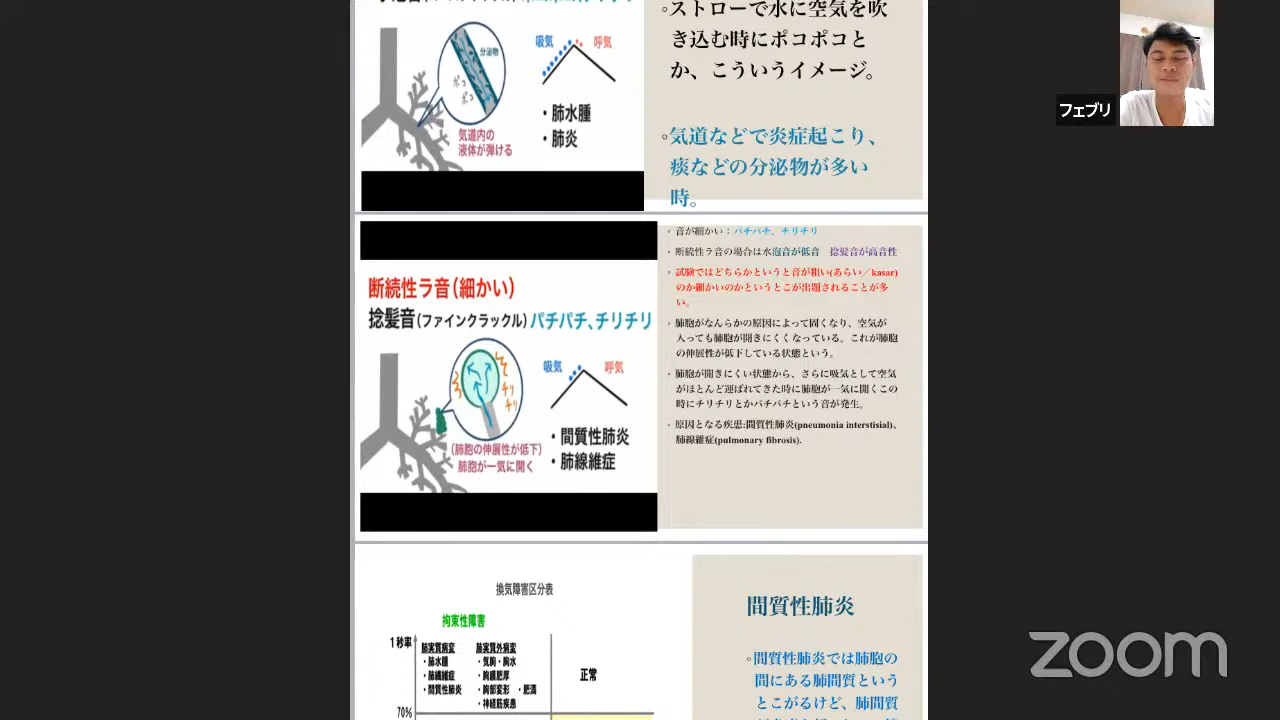 ストローで水に空気を吹
き込む時にポコポコと
か、こういうイメージ。
気道などで炎症起こり、
痰などの分泌物が多い
時。
分泌物
ポコ
ポコ
気道内の
液体が弾ける
吸気
呼気
・肺水腫
・肺炎
フェブリ
断続性ラ音(細かい)
捻髪音(ファインクラックル)パチパチ、チリチリ
チリ
チリ
吸気
呼気
(肺胞の伸展性が低下)
肺胞が一気に開く
・間質性肺炎
・肺線維症
音が細かい:パチパチ、チリチリ
断続性ラ音の場合は水泡音が低音 捻髪音が高音性
試験ではどちらかというと音が粗い(あらい／kasar)
のか細かいのかというとこが出題されることが多
い。
肺胞がなんらかの原因によって固くなり、空気が
入っても肺胞が開きにくくなっている。これが肺胞
の伸展性が低下している状態という。
肺胞が開きにくい状態から、さらに吸気として空気
がほとんど運ばれてきた時に肺胞が一気に開くこの
時にチリチリとかパチパチという音が発生。
原因となる疾患:間質性肺炎(pneumonia interstisial)、
肺線維症(pulmonary fibrosis).
換気障害区分表
拘束性障害
1秒率
肺実質病変
・肺水腫
・肺繊維症
・間質性肺炎
肺実質外病変
・気胸・胸水
・胸膜肥厚
・胸郭変形 ・肥満
・神経筋疾患
正常
70%
間質性肺炎
間質性肺炎では肺胞の
間にある肺間質という
とこがるけど、肺間質
zoom